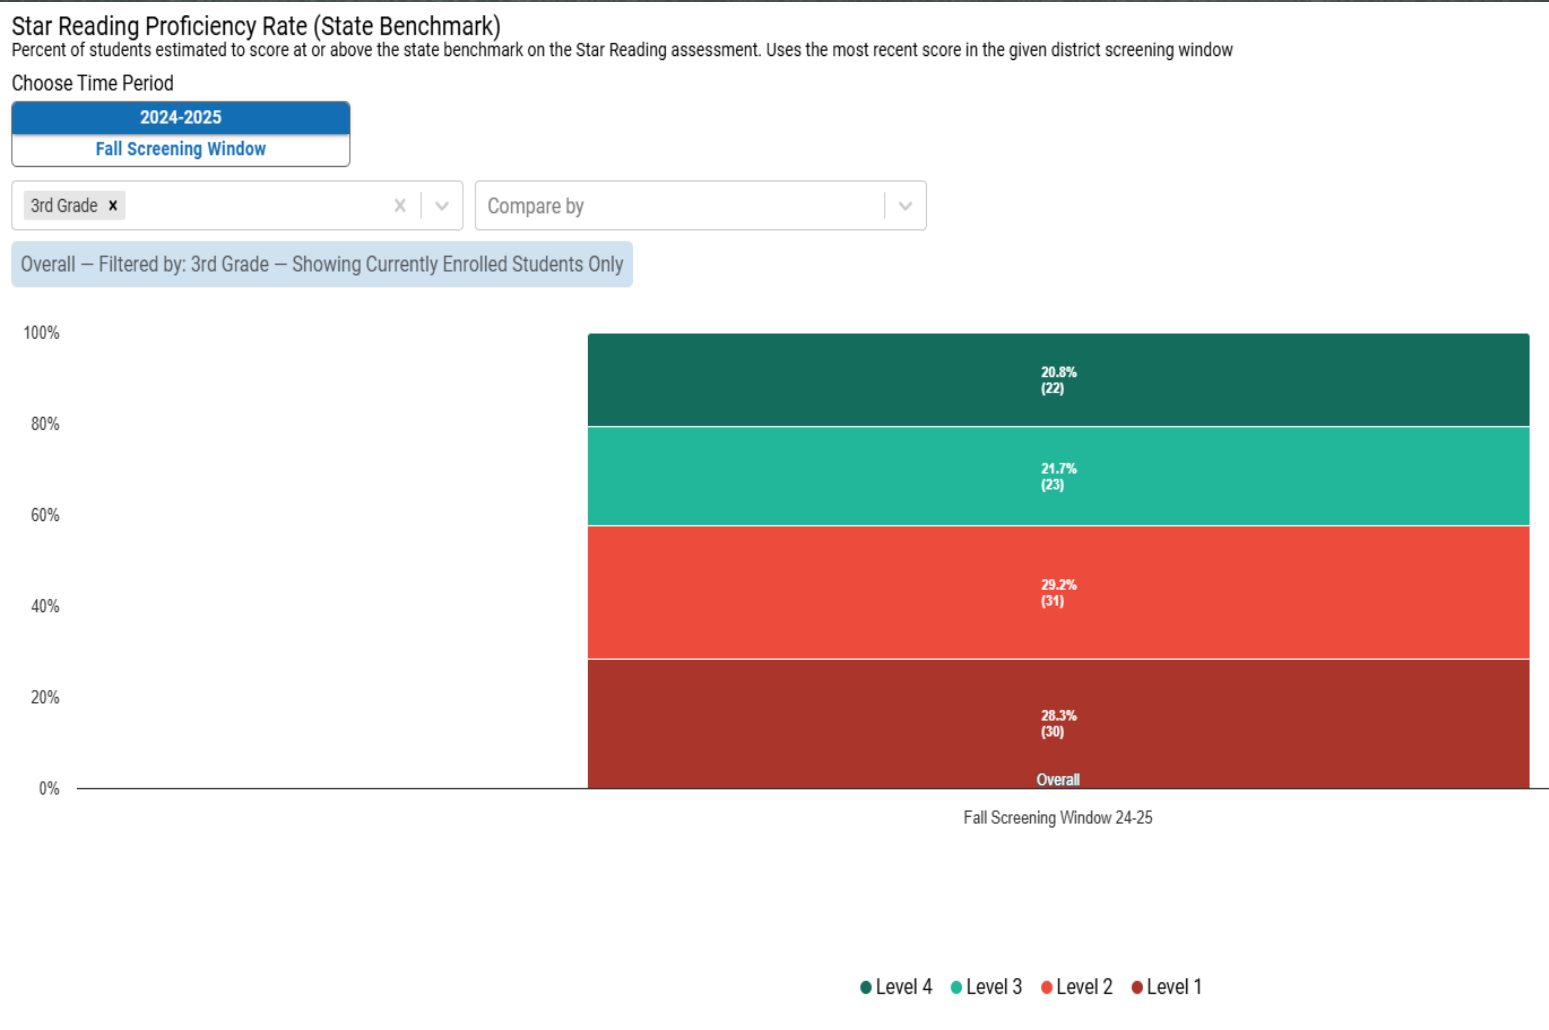 Star Reading Proficiency Rate (State Benchmark)
Percent of students estimated to score at or above the state benchmark on the Star Reading assessment. Uses the most recent score in the given district screening window
Choose Time Period
2024-2025
Fall Screening Window
3rd Grade × X
Compare by
Overall — Filtered by: 3rd Grade — Showing Currently Enrolled Students Only
100%
20.8%
(22)
80%
21.7%
(23)
60%
29.2%
(31)
40%
20%
28.3%
(30)
Overall
0%
Fall Screening Window 24-25
Level 4 Level 3 Level 2 Level 1